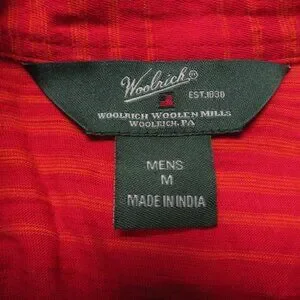 Woolrich®
EST. 1830
WOOLRICH WOOLEN MILLS
WOOLRICH, PA
MENS
M
MADE IN INDIA